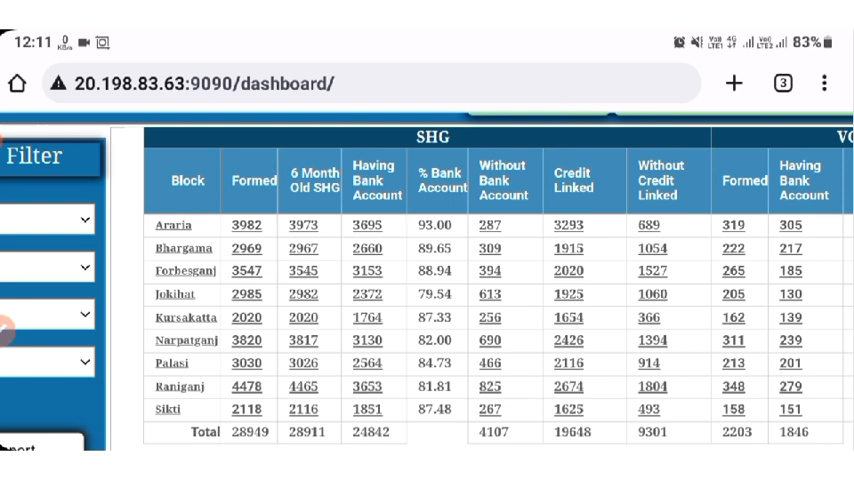 12:11 0 KB/s VoB LTE1 4G Vo) LTE2 83%
20.198.83.63:9090/dashboard/ 3
Filter
SHG
Block Formed 6 Month Old SHG Having Bank Account % Bank Account Without Bank Account Credit Linked Without Credit Linked Formed Having Bank Account
Araria 3982 3973 3695 93.00 287 3293 689 319 305
Bhargama 2969 2967 2660 89.65 309 1915 1054 222 217
Forbesganj 3547 3545 3153 88.94 394 2020 1527 265 185
Jokihat 2985 2982 2372 79.54 613 1925 1060 205 130
Kursakatta 2020 2020 1764 87.33 256 1654 366 162 139
Narpatganj 3820 3817 3130 82.00 690 2426 1394 311 239
Palasi 3030 3026 2564 84.73 466 2116 914 213 201
Raniganj 4478 4465 3653 81.81 825 2674 1804 348 279
Sikti 2118 2116 1851 87.48 267 1625 493 158 151
Total 28949 28911 24842 4107 19648 9301 2203 1846